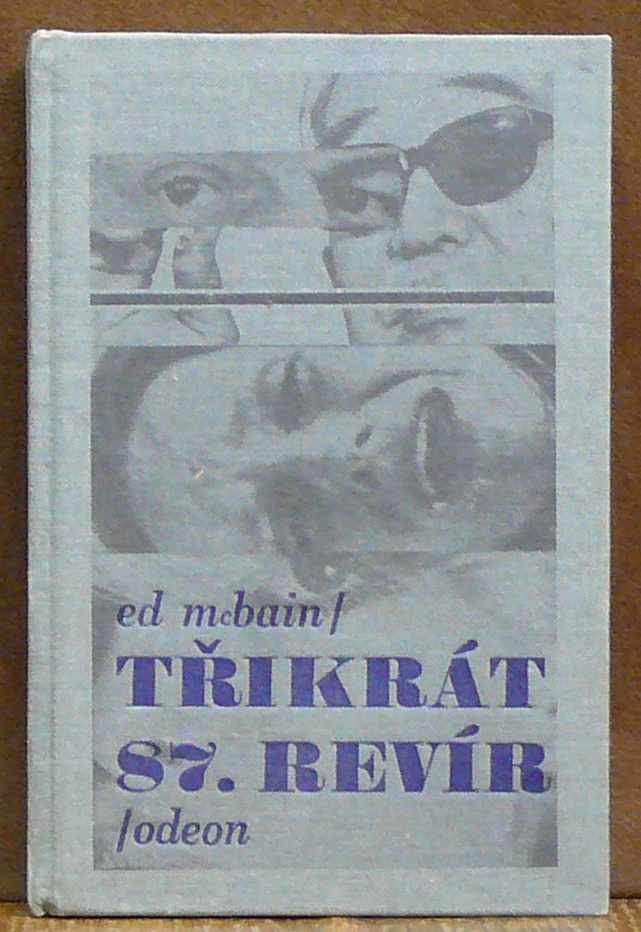 ed mcbain/
TŘIKRÁT
87. REVÍR
/odeon